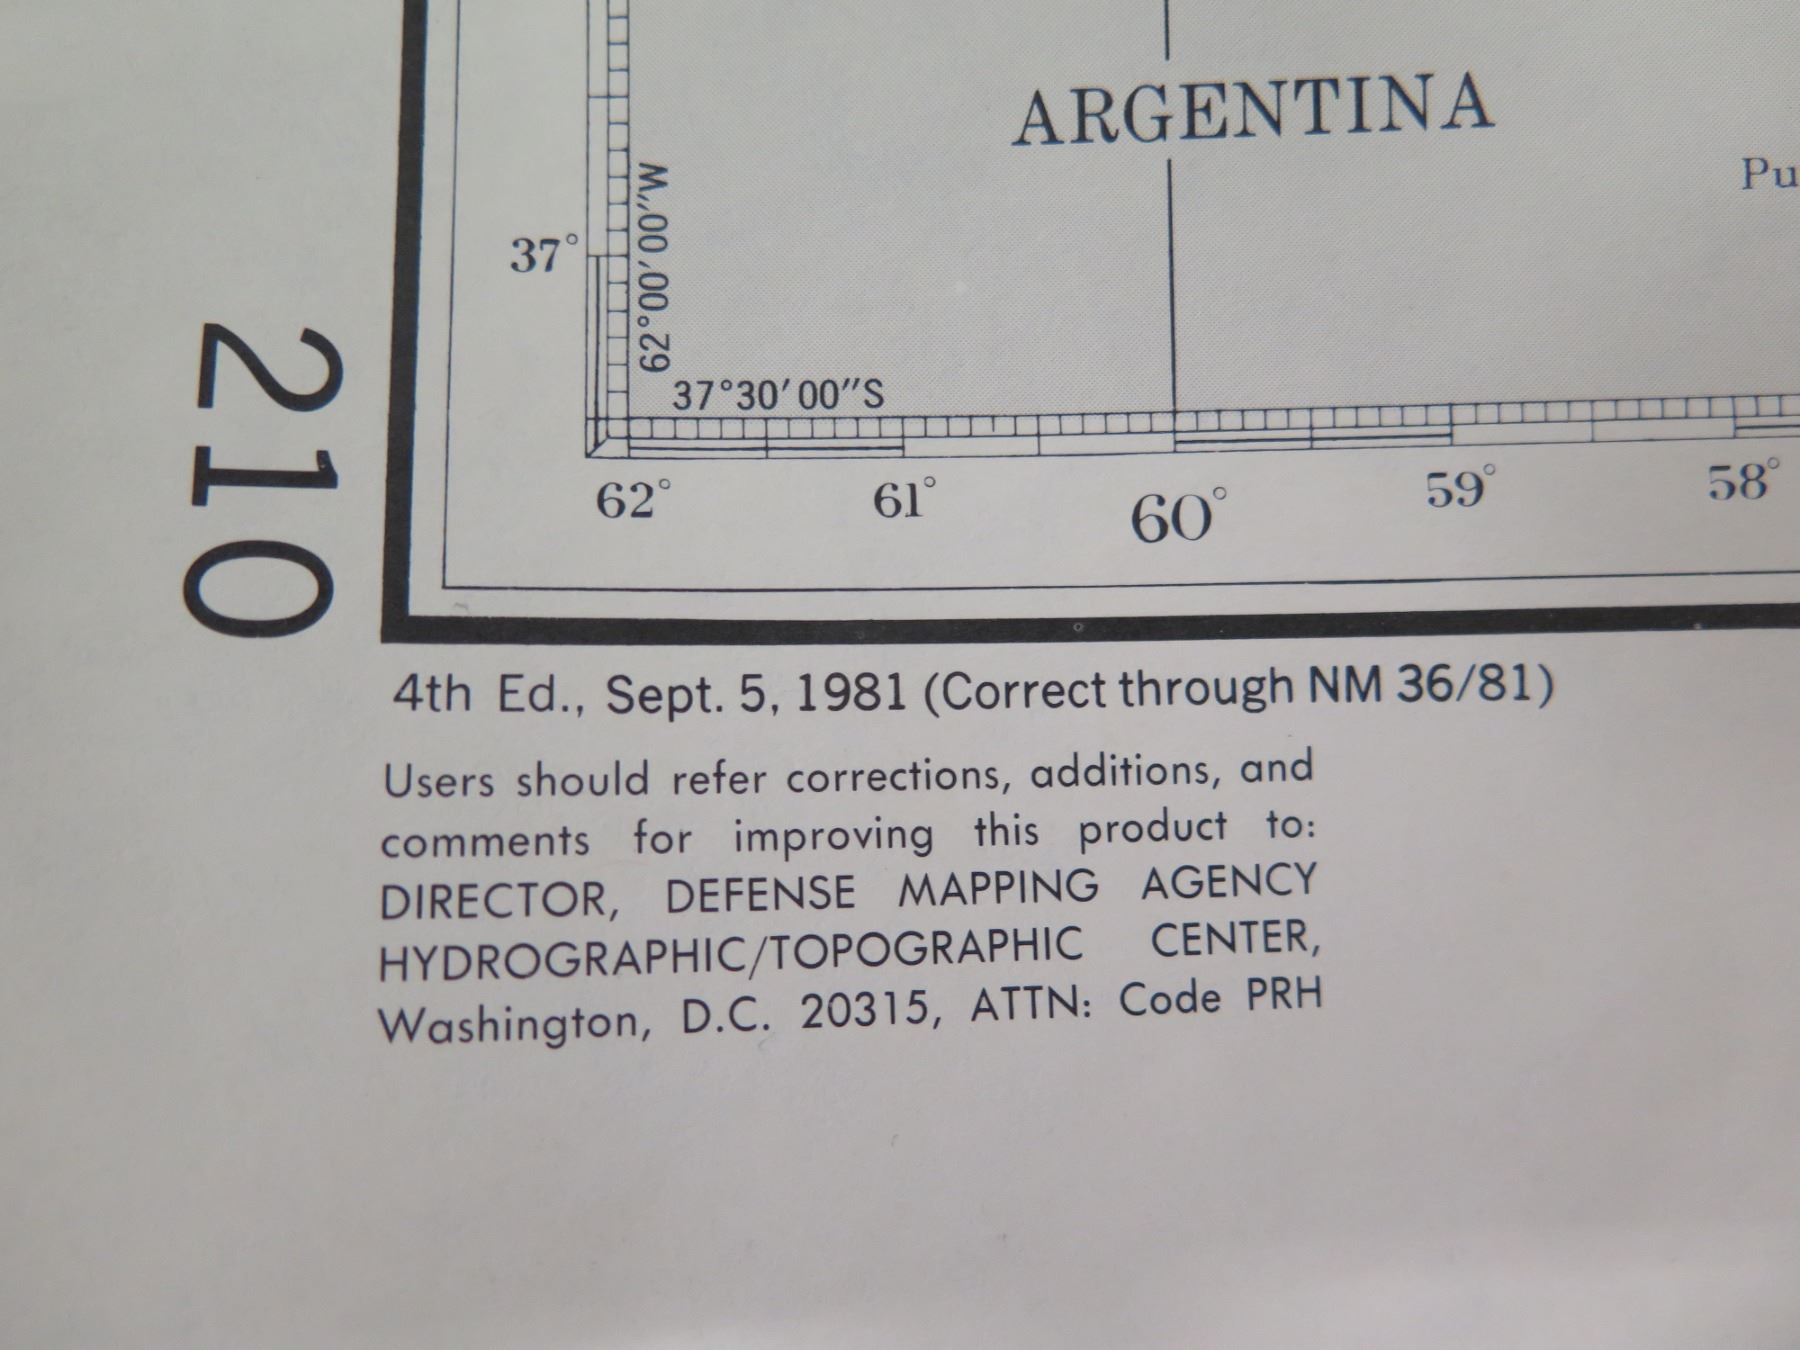 ARGENTINA
Pu
37°
62°00′00″W
37°30′00″S
62° 61° 60° 59° 58°
210
4th Ed., Sept. 5, 1981 (Correct through NM 36/81)
Users should refer corrections, additions, and
comments for improving this product to:
DIRECTOR, DEFENSE MAPPING AGENCY
HYDROGRAPHIC/TOPOGRAPHIC CENTER,
Washington, D.C. 20315, ATTN: Code PRH